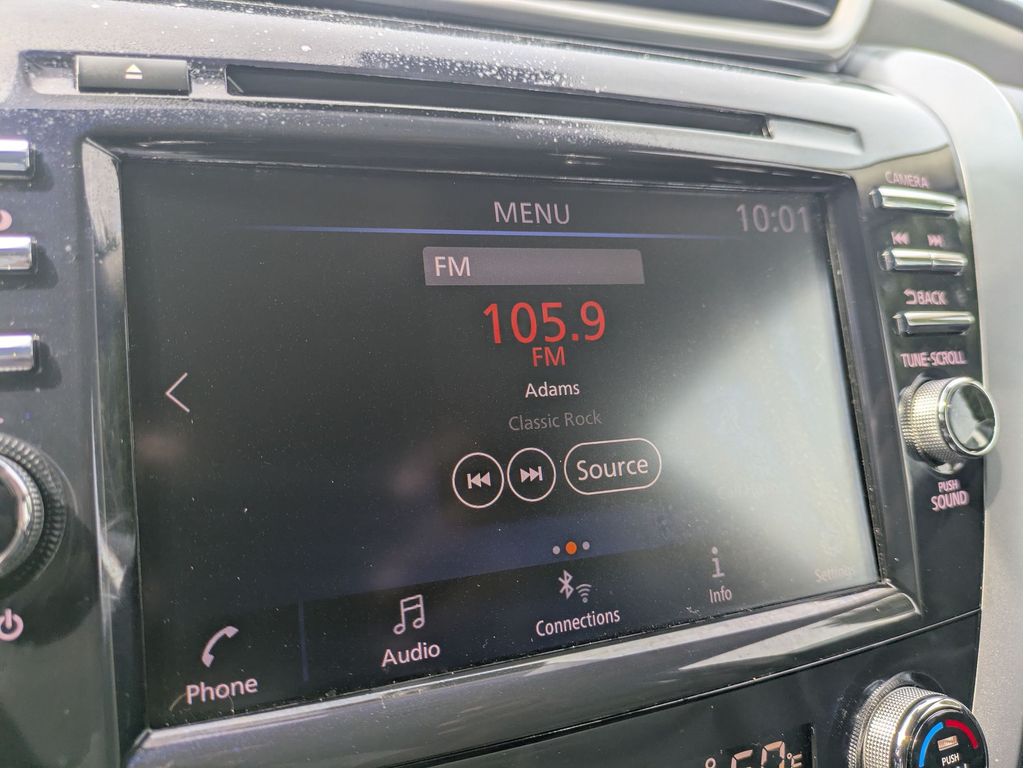 MENU
10:01
FM
105.9
FM
Adams
Classic Rock
Source
Phone
Audio
Connections
Info
Settings
CAMERA
BACK
TUNE·SCROLL
PUSH
SOUND
PUSH